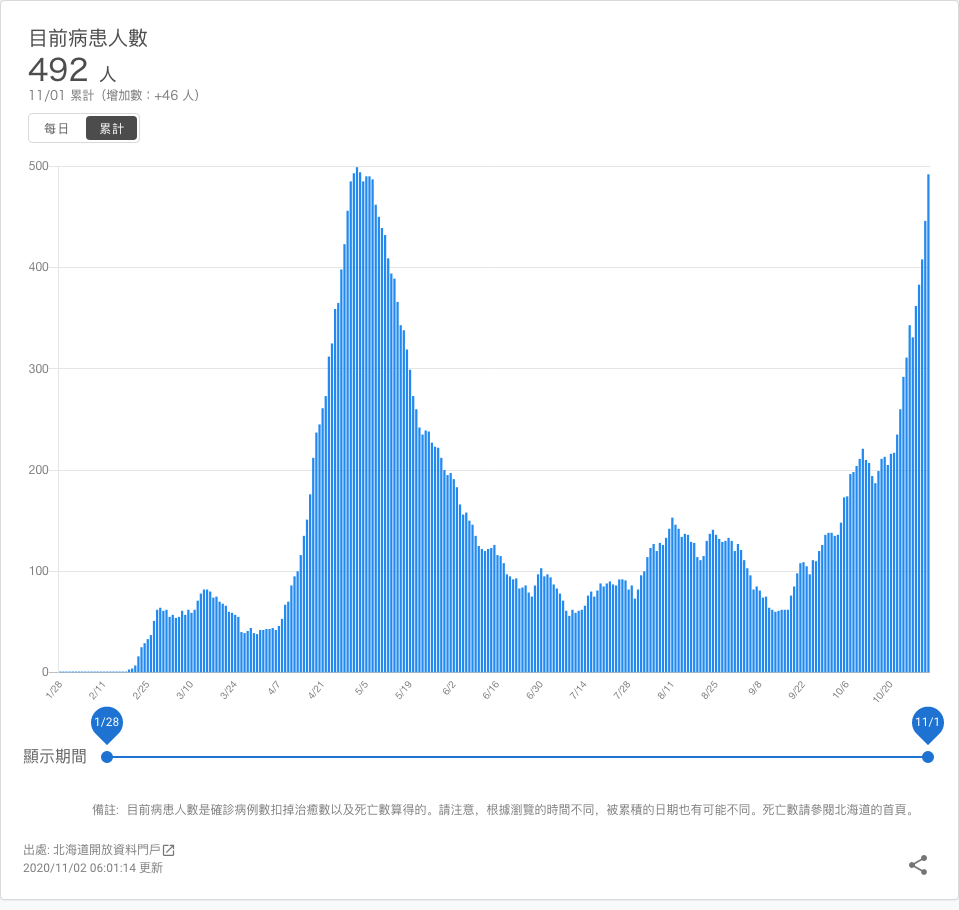 目前病患人數
492 人
11/01 累計（增加數：+46 人）
每日 累計
500
400
300
200
100
0
1/28 2/11 2/25 3/10 3/24 4/7 4/21 5/5 5/19 6/2 6/16 6/30 7/14 7/28 8/11 8/25 9/8 9/22 10/6 10/20
1/28 11/1
顯示期間
備註: 目前病患人數是確診病例數扣掉治癒數以及死亡數算得的。請注意，根據瀏覽的時間不同，被累積的日期也有可能不同。死亡數請參閱北海道的首頁。
出處: 北海道開放資料門戶
2020/11/02 06:01:14 更新